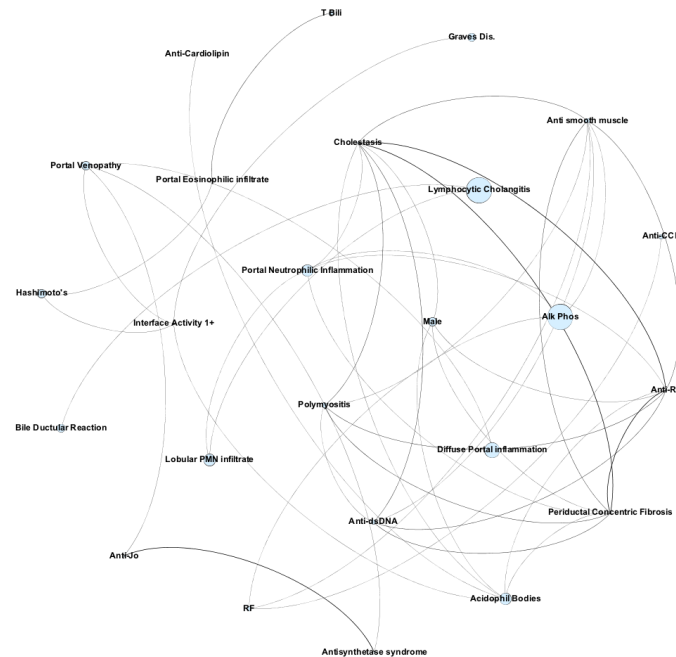 T Bili
Graves Dis.
Anti-Cardiolipin
Anti smooth muscle
Cholestasis
Portal Venopathy
Portal Eosinophilic infiltrate
Lymphocytic Cholangitis
Anti-CCP
Portal Neutrophilic Inflammation
Hashimoto's
Interface Activity 1+
Male
Alk Phos
Anti-R
Polymyositis
Bile Ductular Reaction
Lobular PMN infiltrate
Diffuse Portal inflammation
Anti-dsDNA
Periductal Concentric Fibrosis
Anti-Jo
RF
Acidophil Bodies
Antisynthetase syndrome